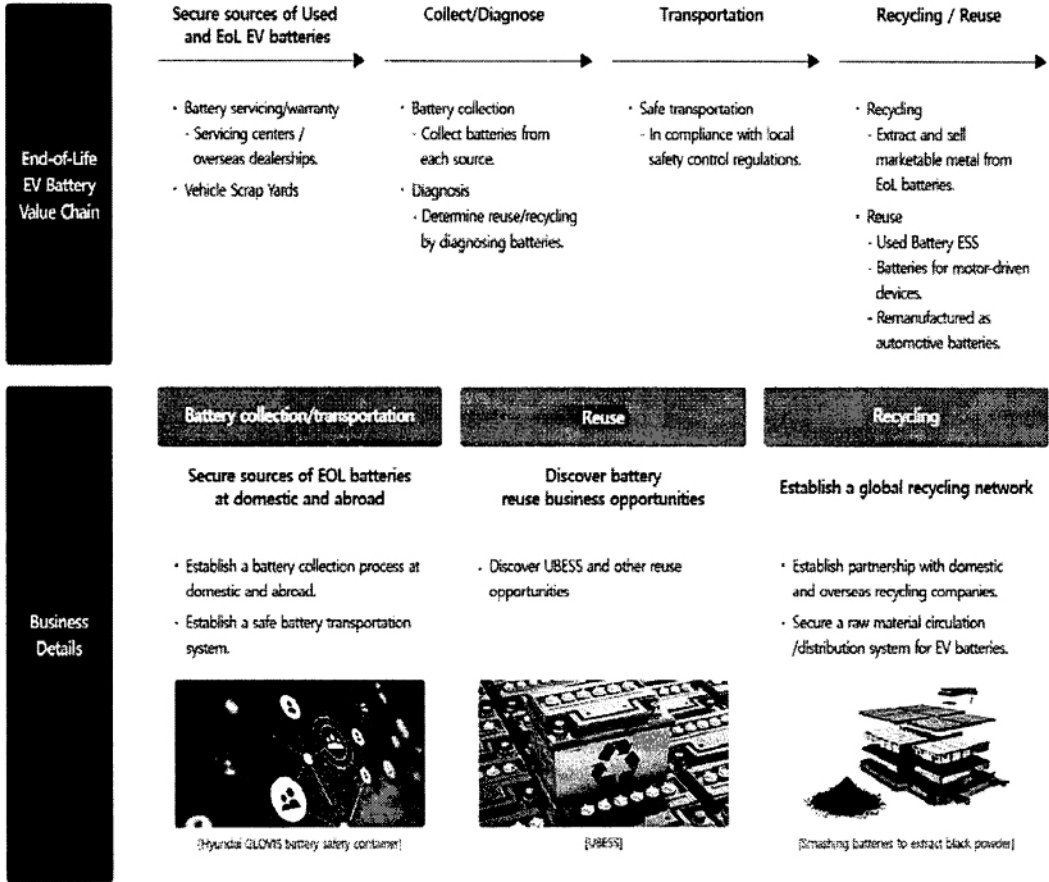 End-of-Life
EV Battery
Value Chain
Secure sources of Used
and EoL EV batteries
· Battery servicing/warranty
- Servicing centers /
overseas dealerships.
· Vehicle Scrap Yards
Collect/Diagnose
· Battery collection
- Collect batteries from
each source.
· Diagnosis
- Determine reuse/recycling
by diagnosing batteries.
Transportation
· Safe transportation
- In compliance with local
safety control regulations.
Recycling / Reuse
· Recycling
- Extract and sell
marketable metal from
EoL batteries.
· Reuse
- Used Battery ESS
- Batteries for motor-driven
devices.
- Remanufactured as
automotive batteries.
Business
Details
Battery collection/transportation
Secure sources of EOL batteries
at domestic and abroad
· Establish a battery collection process at
domestic and abroad.
· Establish a safe battery transportation
system.
[Hyundai GLOVIS battery safety container]
Reuse
Discover battery
reuse business opportunities
· Discover UBESS and other reuse
opportunities
[UBESS]
Recycling
Establish a global recycling network
· Establish partnership with domestic
and overseas recycling companies.
· Secure a raw material circulation
/distribution system for EV batteries.
[Smashing batteries to extract black powder]